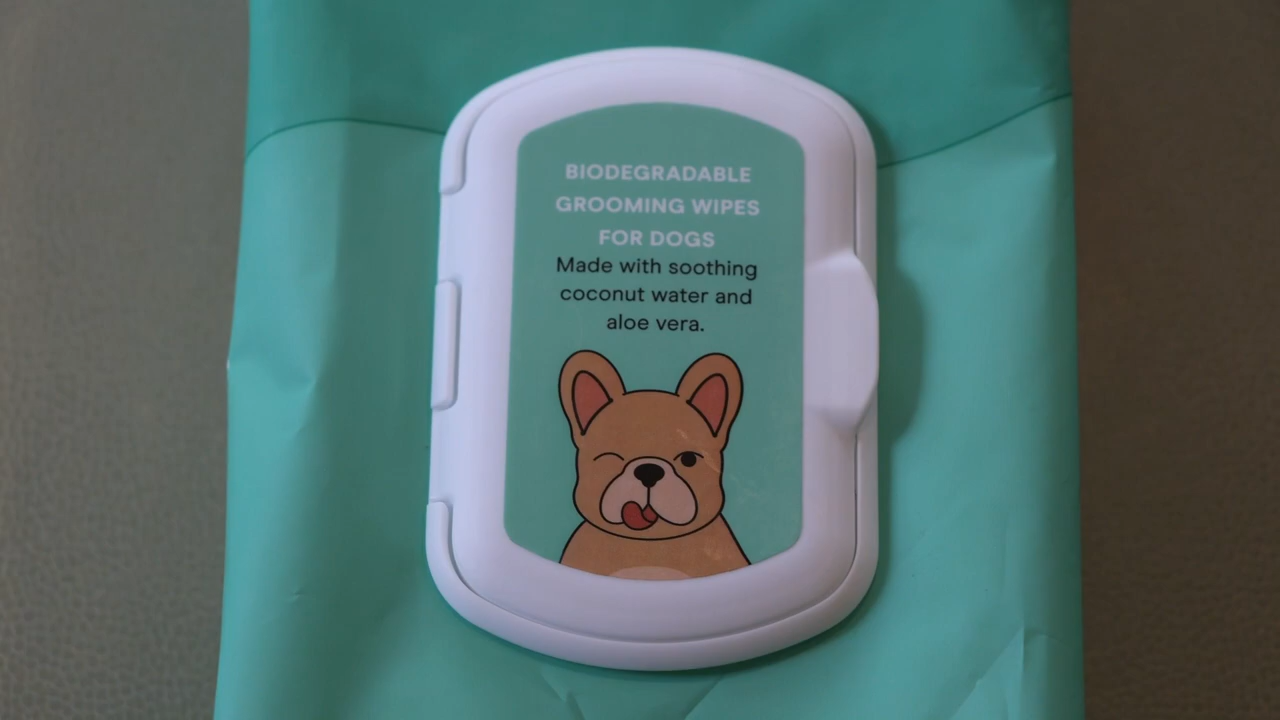 BIODEGRADABLE
GROOMING WIPES
FOR DOGS
Made with soothing
coconut water and
aloe vera.